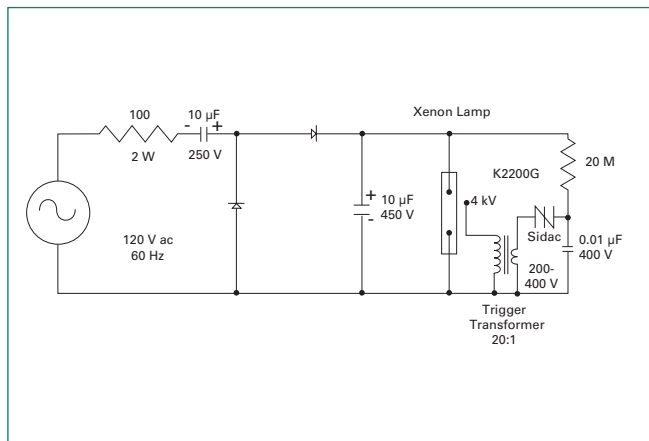 Xenon Lamp
100
2 W
- 10 µF +
250 V
120 V ac
60 Hz
+
10 µF
450 V
-
4 kV
K2200G
20 M
Sidac
0.01 µF
400 V
200-
400 V
Trigger
Transformer
20:1